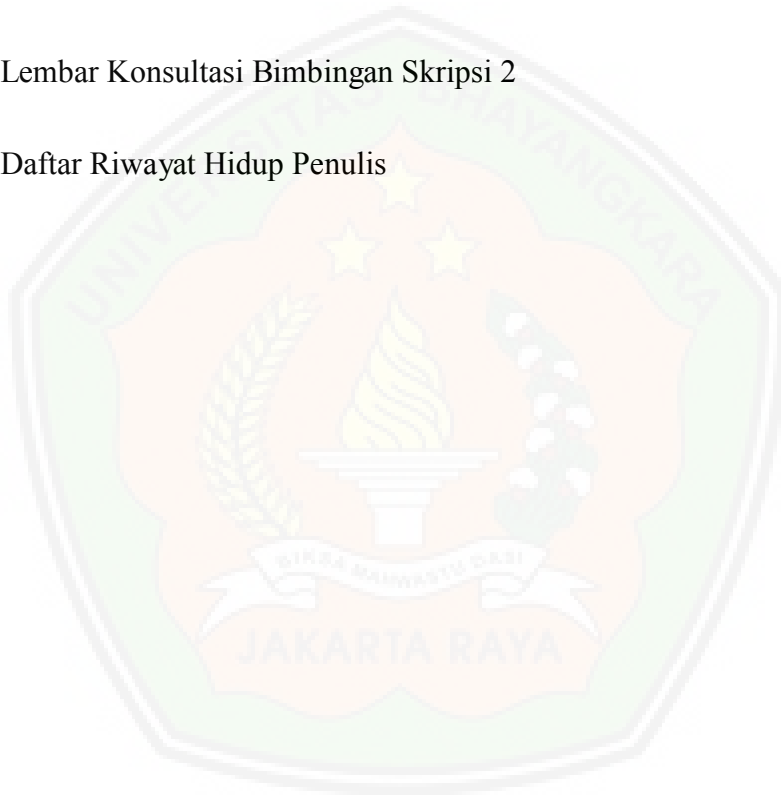 Lembar Konsultasi Bimbingan Skripsi 2
Daftar Riwayat Hidup Penulis
UNIVERSITAS BHAYANGKARA
JAKARTA RAYA